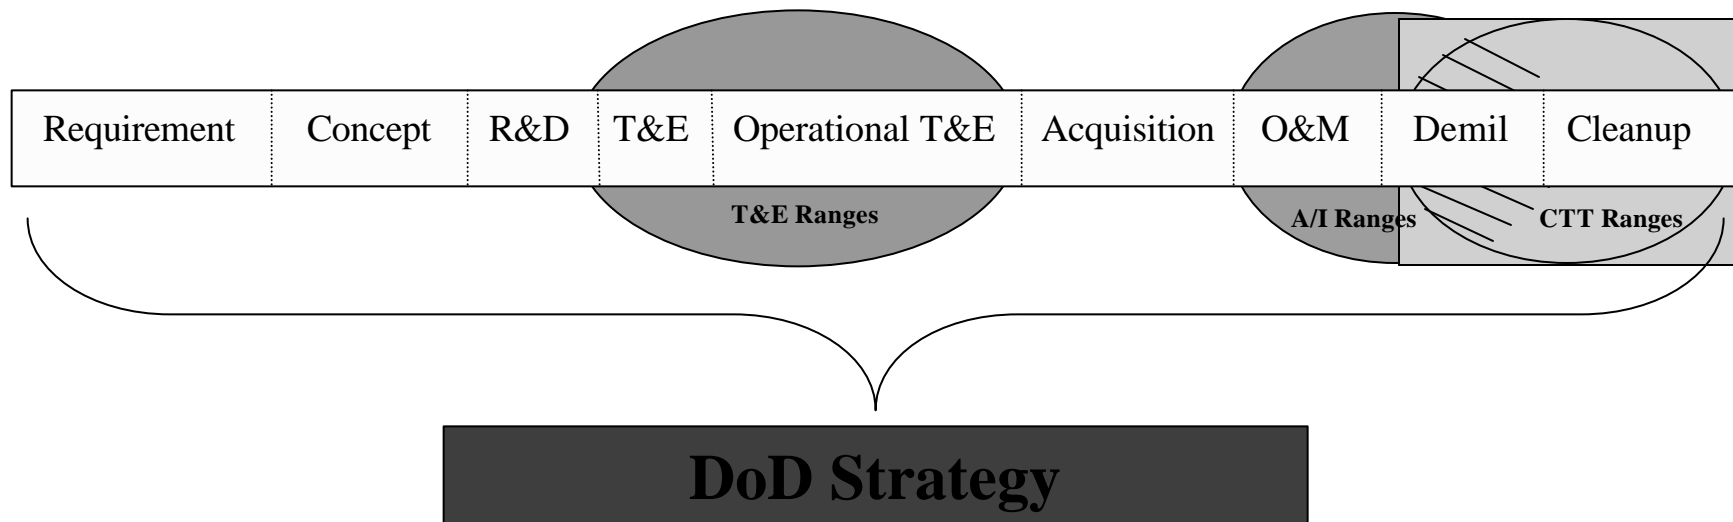 Requirement Concept R&D T&E Operational T&E Acquisition O&M Demil Cleanup
T&E Ranges A/I Ranges CTT Ranges
DoD Strategy